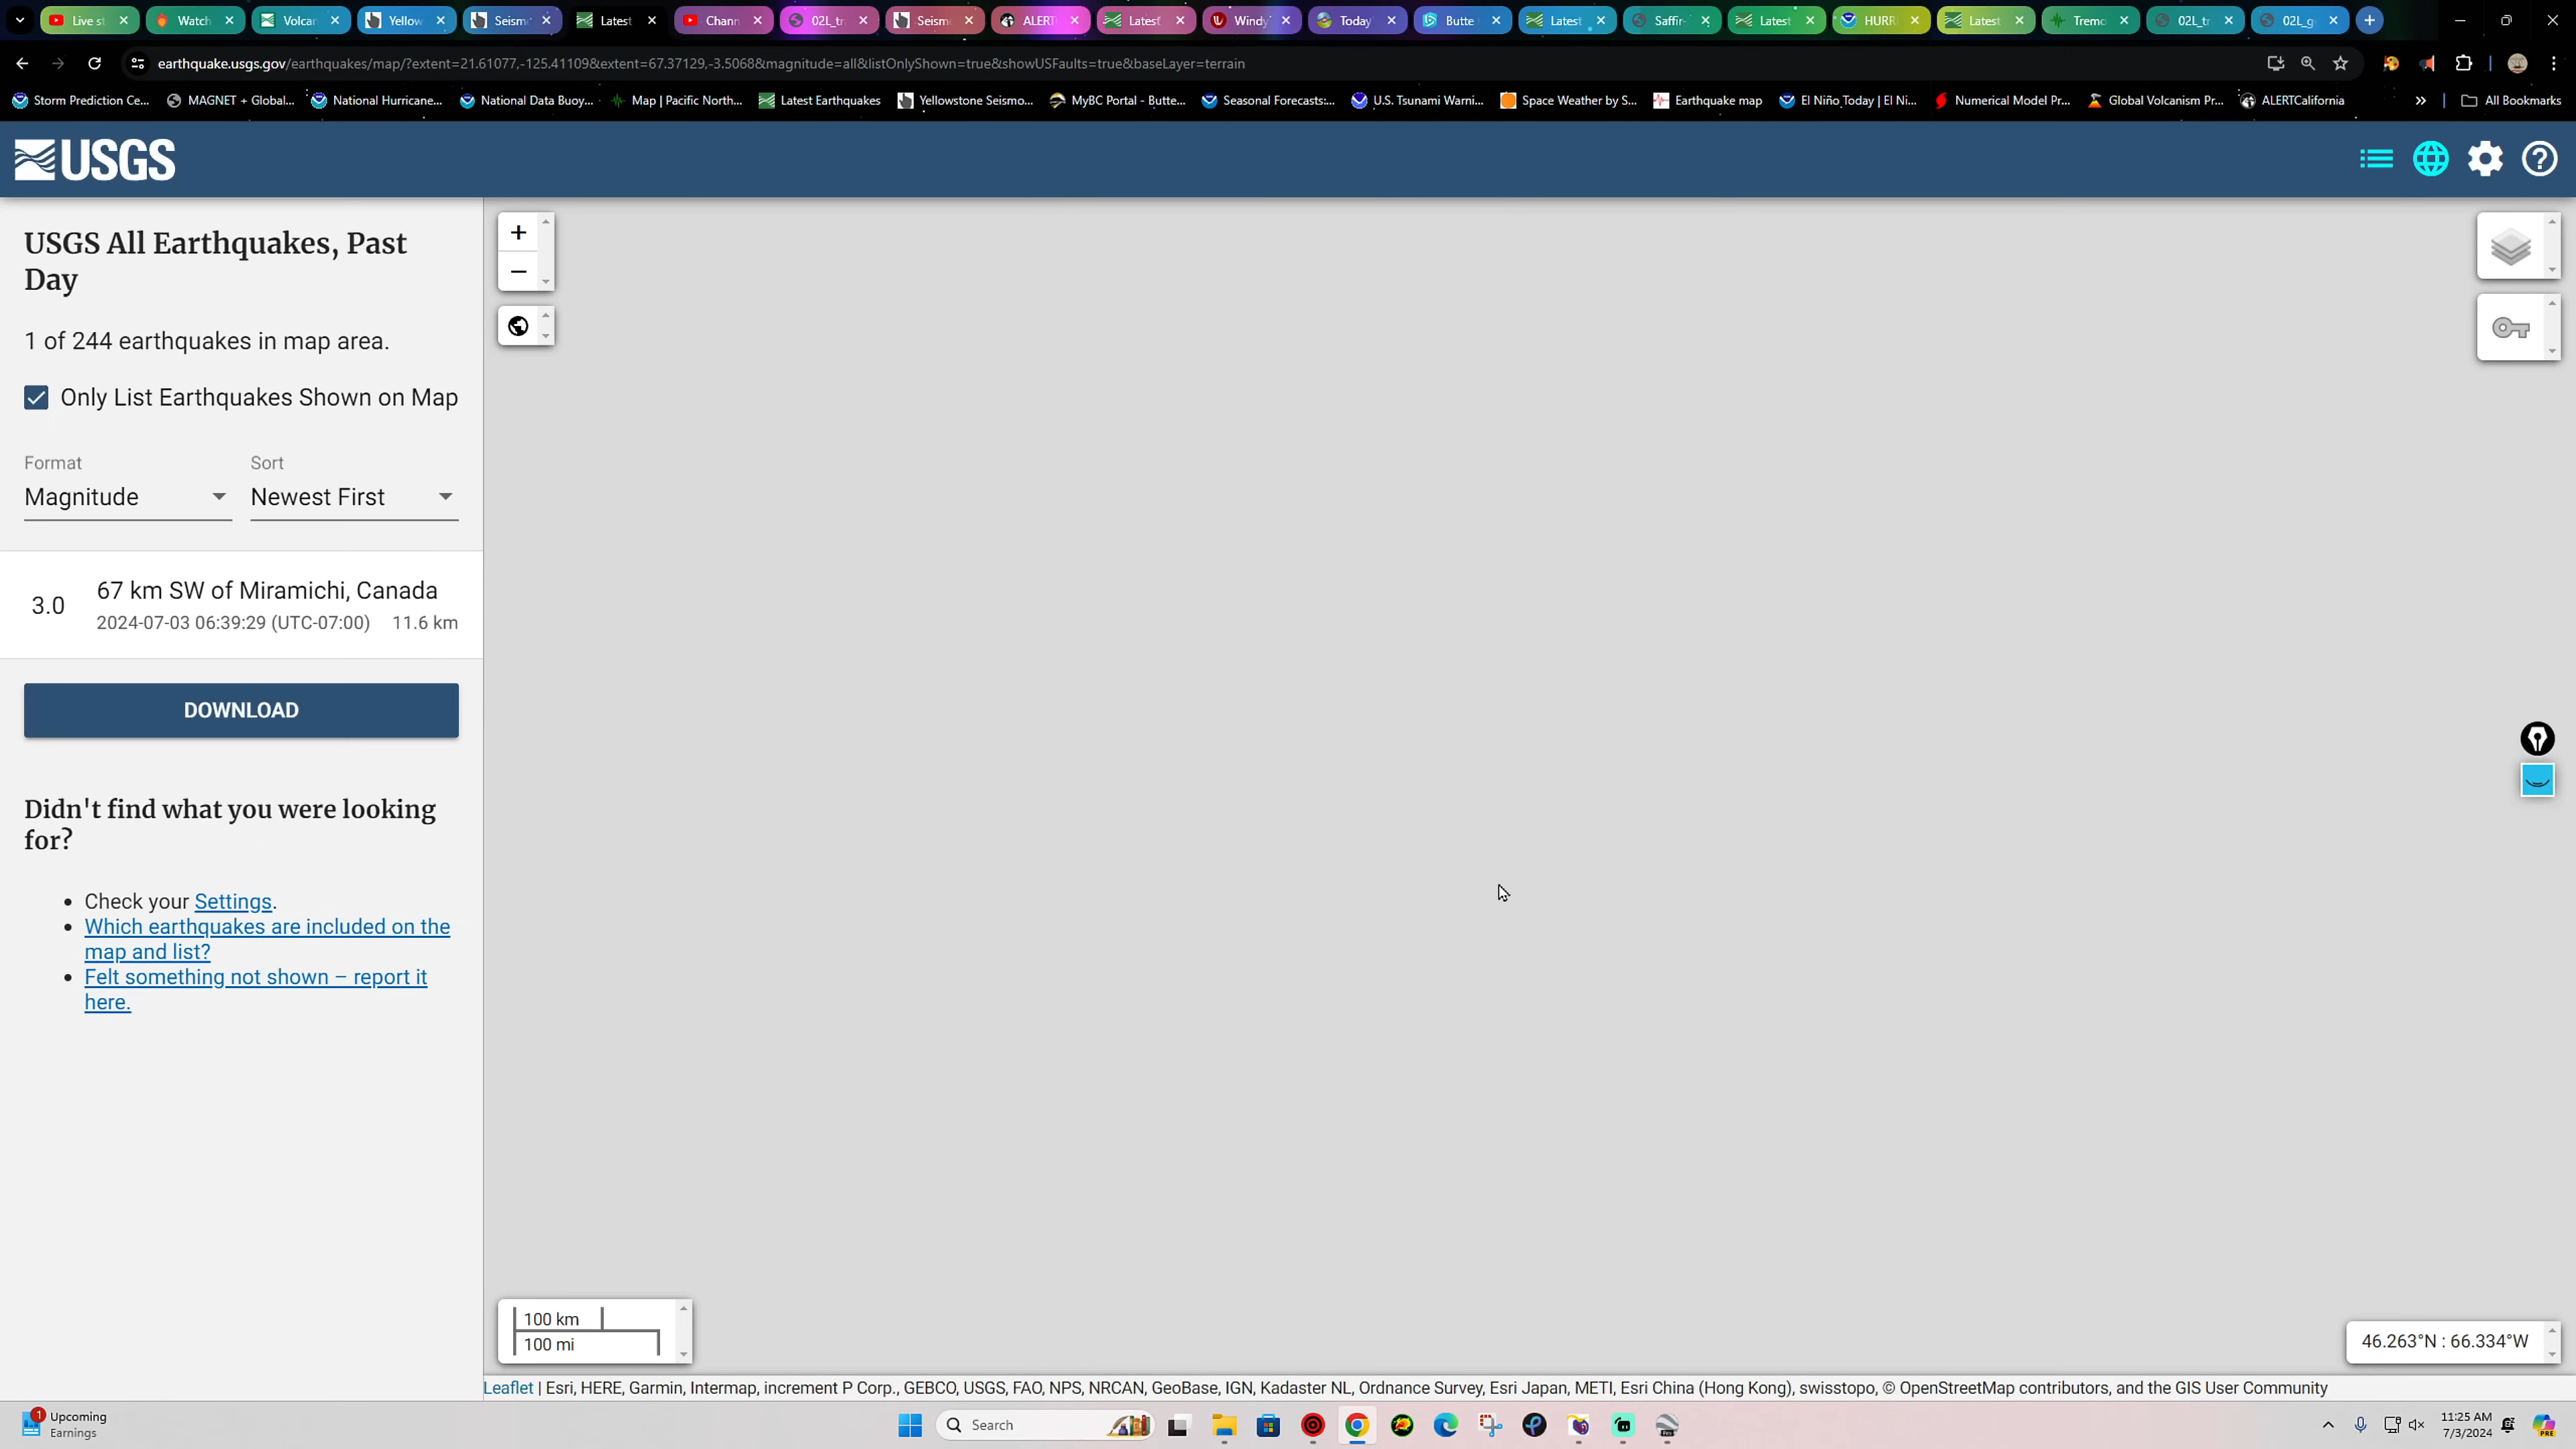 Live st
Watch
Volcar
Yellow
Seism
Latest
Chann
02L_tr
Seism
ALERT
Latest
Windy
Today
Butte
Latest
Saffir-
Latest
HURR
Latest
Tremo
02L_tr
02L_g
earthquake.usgs.gov/earthquakes/map/?extent=21.61077,-125.41109&extent=67.37129,-3.5068&magnitude=all&listOnlyShown=true&showUSFaults=true&baseLayer=terrain
Storm Prediction Ce...
MAGNET + Global...
National Hurricane...
National Data Buoy...
Map | Pacific North...
Latest Earthquakes
Yellowstone Seismo...
MyBC Portal - Butte...
Seasonal Forecasts:...
U.S. Tsunami Warni...
Space Weather by S...
Earthquake map
El Niño Today | El Ni...
Numerical Model Pr...
Global Volcanism Pr...
ALERTCalifornia
All Bookmarks
USGS
USGS All Earthquakes, Past
Day
1 of 244 earthquakes in map area.
Only List Earthquakes Shown on Map
Format
Sort
Magnitude
Newest First
3.0
67 km SW of Miramichi, Canada
2024-07-03 06:39:29 (UTC-07:00) 11.6 km
DOWNLOAD
Didn't find what you were looking
for?
Check your Settings.
Which earthquakes are included on the
map and list?
Felt something not shown – report it
here.
+
−
100 km
100 mi
46.263°N : 66.334°W
Leaflet | Esri, HERE, Garmin, Intermap, increment P Corp., GEBCO, USGS, FAO, NPS, NRCAN, GeoBase, IGN, Kadaster NL, Ordnance Survey, Esri Japan, METI, Esri China (Hong Kong), swisstopo, © OpenStreetMap contributors, and the GIS User Community
1
Upcoming
Earnings
Search
11:25 AM
7/3/2024
PRE